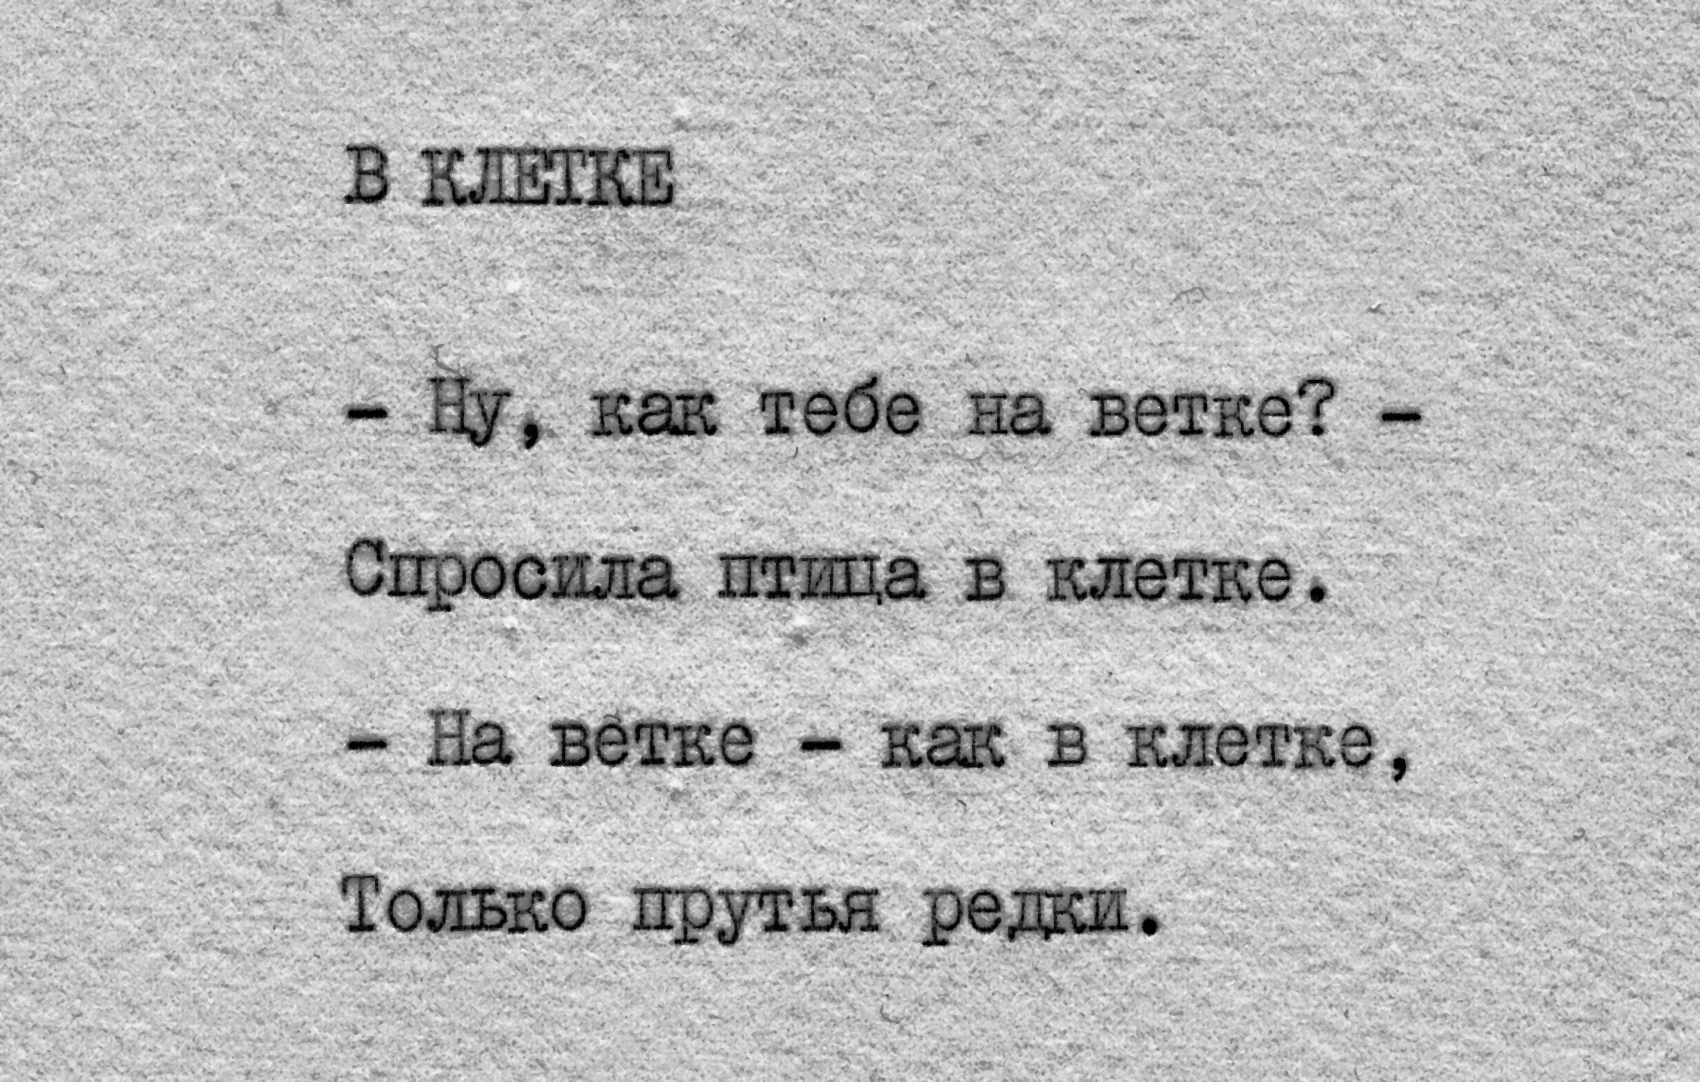 В КЛЕТКЕ
- Ну, как тебе на ветке? -
Спросила птица в клетке.
- На ветке - как в клетке,
Только прутья редки.